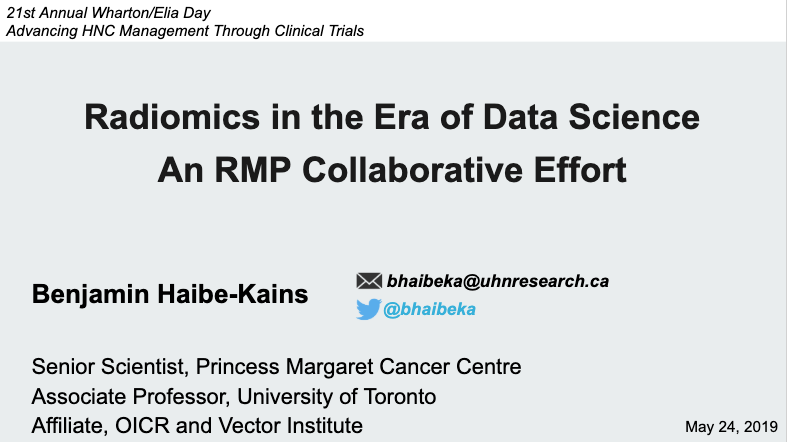 21st Annual Wharton/Elia Day
Advancing HNC Management Through Clinical Trials
Radiomics in the Era of Data Science
An RMP Collaborative Effort
Benjamin Haibe-Kains
bhaibeka@uhnresearch.ca
@bhaibeka
Senior Scientist, Princess Margaret Cancer Centre
Associate Professor, University of Toronto
Affiliate, OICR and Vector Institute
May 24, 2019